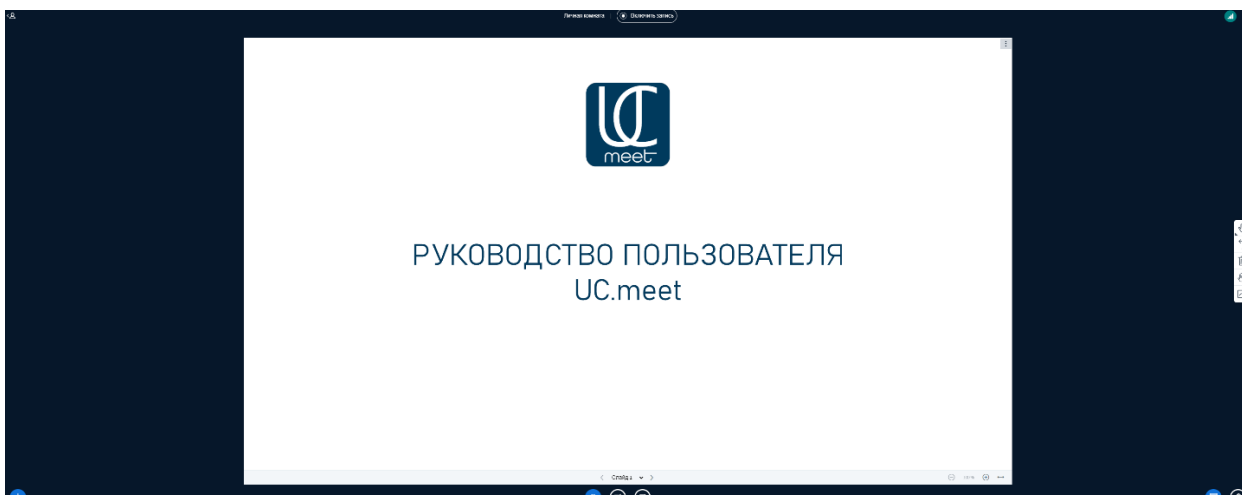 Личная комната
Включить запись
UC
meet
РУКОВОДСТВО ПОЛЬЗОВАТЕЛЯ
UC.meet
Слайд 1